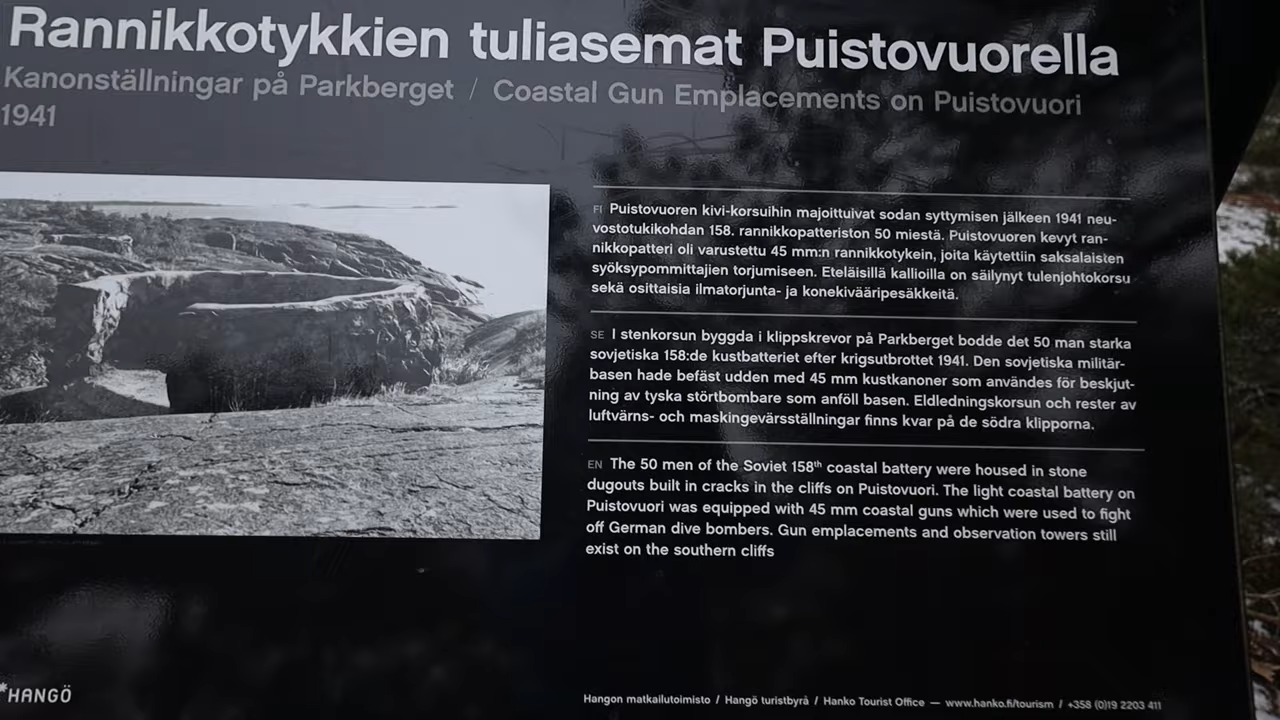 Rannikkotykkien tuliasemat Puistovuorella
Kanonställningar på Parkberget / Coastal Gun Emplacements on Puistovuori
1941
FI Puistovuoren kivi-korsuihin majoittuivat sodan syttymisen jälkeen 1941 neu-
vostotukikohdan 158. rannikkopatteriston 50 miestä. Puistovuoren kevyt ran-
nikkopatteri oli varustettu 45 mm:n rannikkotykein, joita käytettiin saksalaisten
syöksypommittajien torjumiseen. Eteläisillä kallioilla on säilynyt tulenjohtokorsu
sekä osittaisia ilmatorjunta- ja konekivääripesäkkeitä.
SE I stenkorsun byggda i klippskrevor på Parkberget bodde det 50 man starka
sovjetiska 158:de kustbatteriet efter krigsutbrottet 1941. Den sovjetiska militär-
basen hade befäst udden med 45 mm kustkanoner som användes för beskjut-
ning av tyska störtbombare som anföll basen. Eldledningskorsun och rester av
luftvärns- och maskingevärsställningar finns kvar på de södra klipporna.
EN The 50 men of the Soviet 158th coastal battery were housed in stone
dugouts built in cracks in the cliffs on Puistovuori. The light coastal battery on
Puistovuori was equipped with 45 mm coastal guns which were used to fight
off German dive bombers. Gun emplacements and observation towers still
exist on the southern cliffs
*HANGÖ
Hangon matkailutoimisto / Hangö turistbyrå / Hanko Tourist Office — www.hanko.fi/tourism / +358 (0)19 2203 411